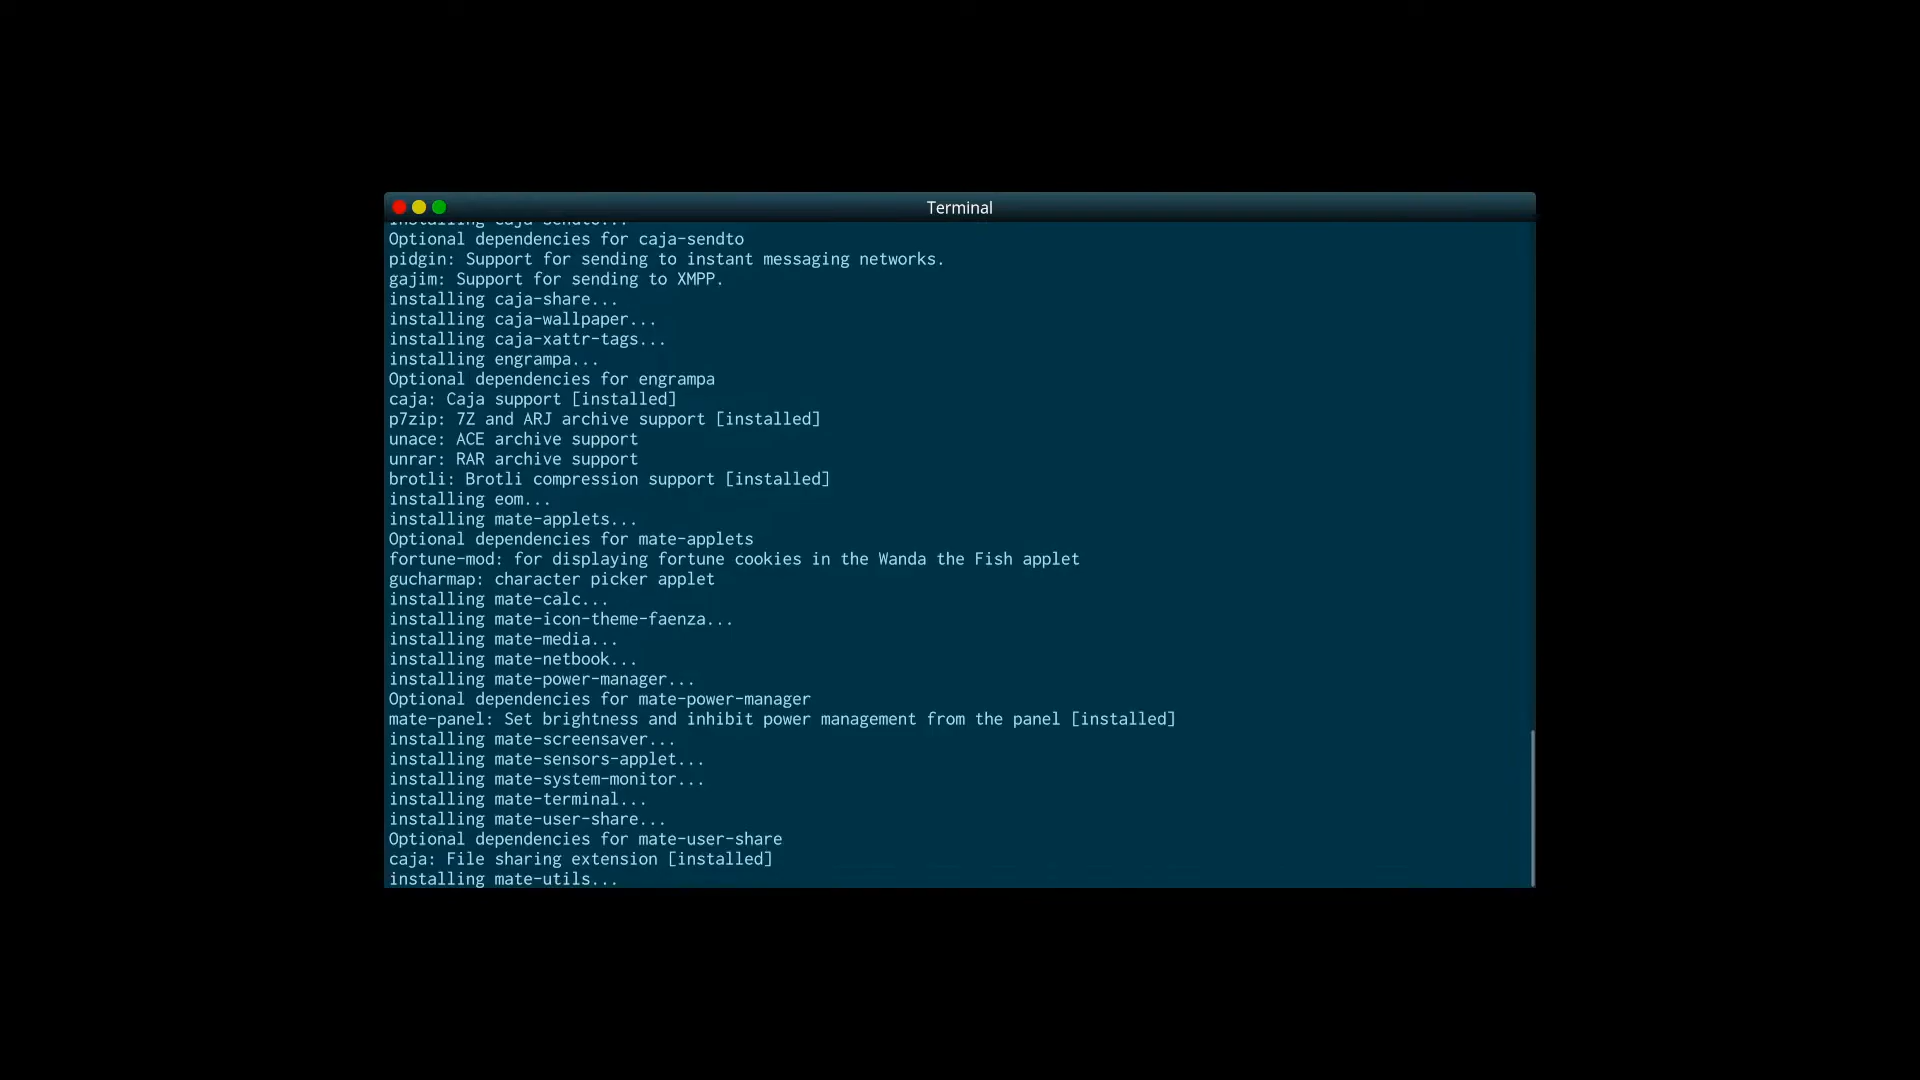 Terminal
installing caja-sendto...
Optional dependencies for caja-sendto
pidgin: Support for sending to instant messaging networks.
gajim: Support for sending to XMPP.
installing caja-share...
installing caja-wallpaper...
installing caja-xattr-tags...
installing engrampa...
Optional dependencies for engrampa
caja: Caja support [installed]
p7zip: 7Z and ARJ archive support [installed]
unace: ACE archive support
unrar: RAR archive support
brotli: Brotli compression support [installed]
installing eom...
installing mate-applets...
Optional dependencies for mate-applets
fortune-mod: for displaying fortune cookies in the Wanda the Fish applet
gucharmap: character picker applet
installing mate-calc...
installing mate-icon-theme-faenza...
installing mate-media...
installing mate-netbook...
installing mate-power-manager...
Optional dependencies for mate-power-manager
mate-panel: Set brightness and inhibit power management from the panel [installed]
installing mate-screensaver...
installing mate-sensors-applet...
installing mate-system-monitor...
installing mate-terminal...
installing mate-user-share...
Optional dependencies for mate-user-share
caja: File sharing extension [installed]
installing mate-utils...